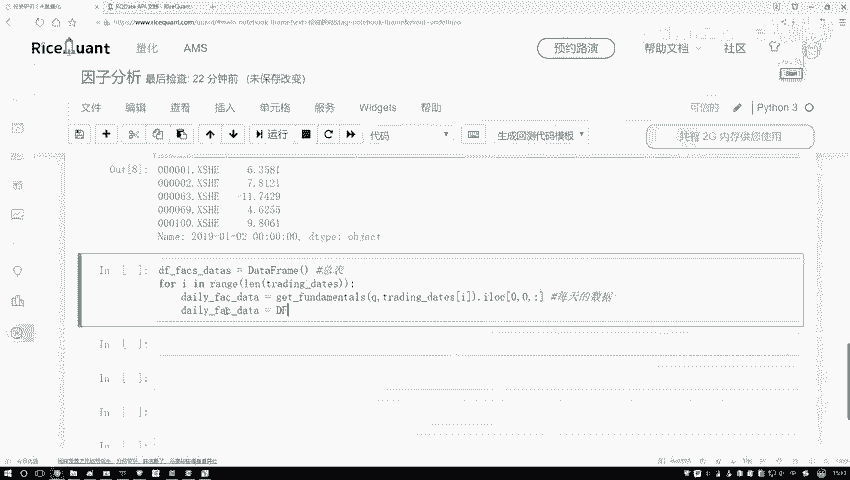 RiceQuant
量化
AMS
预约路演
帮助文档
社区
因子分析 最后检查: 22 分钟前 (未保存改变)
文件
编辑
查看
插入
单元格
服务
Widgets
帮助
可信的
Python 3
运行
代码
生成回测代码模板
2G 内存供您使用
Out[8]:
000001.XSHE 6.3581
000002.XSHE 7.8121
000063.XSHE -11.7429
000069.XSHE 4.6255
000100.XSHE 9.8061
Name: 2019-01-02 00:00:00, dtype: object
In [ ]:
df_facs_datas = DataFrame() #总表
for i in range(len(trading_dates)):
daily_fac_data = get_fundamentals(q,trading_dates[i]).iloc[0,0,:] #每天的数据
daily_fac_data = DF
In [ ]:
In [ ]:
In [ ]:
In [ ]: